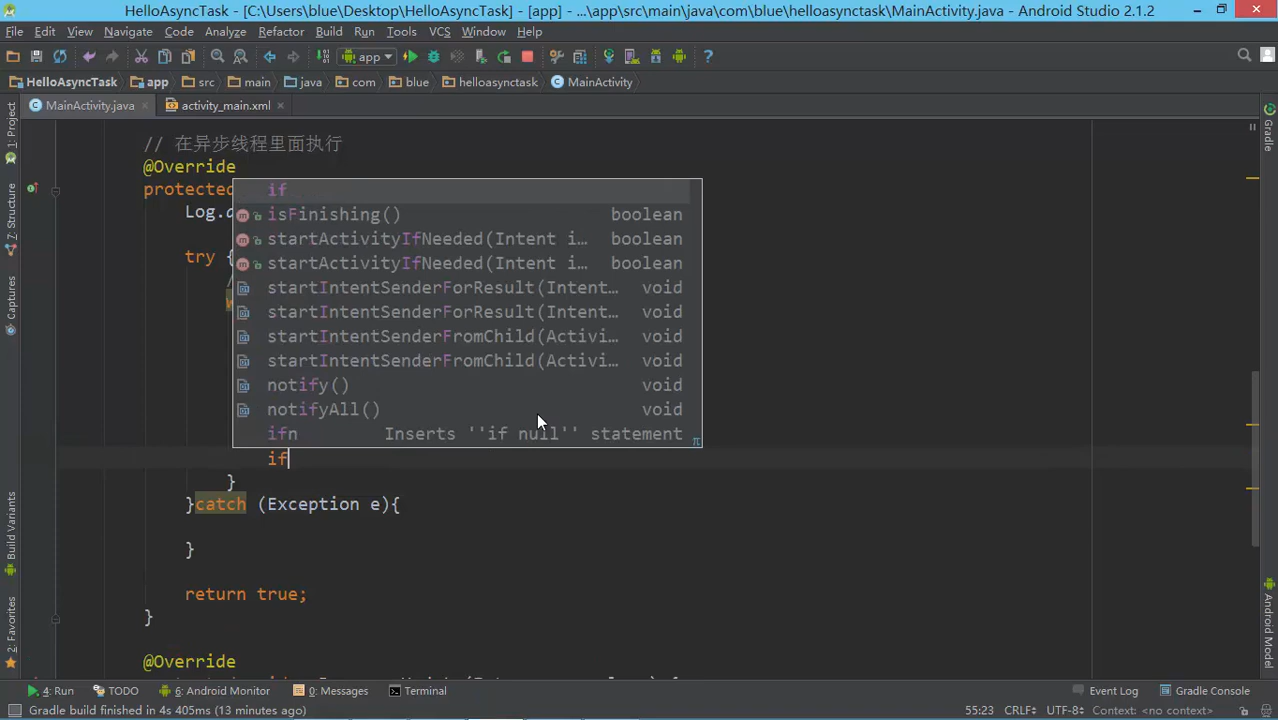 HelloAsyncTask - [C:\Users\blue\Desktop\HelloAsyncTask] - [app] - ...\app\src\main\java\com\blue\helloasynctask\MainActivity.java - Android Studio 2.1.2
File Edit View Navigate Code Analyze Refactor Build Run Tools VCS Window Help
app
HelloAsyncTask app src main java com blue helloasynctask MainActivity
MainActivity.java activity_main.xml
1: Project
7: Structure
Captures
Build Variants
2: Favorites
Gradle
Android Model
// 在异步线程里面执行
@Override
protected
Log.
try {
if
isFinishing() boolean
startActivityIfNeeded(Intent i... boolean
startActivityIfNeeded(Intent i... boolean
startIntentSenderForResult(Intent... void
startIntentSenderForResult(Intent... void
startIntentSenderFromChild(Activi... void
startIntentSenderFromChild(Activi... void
notify() void
notifyAll() void
ifn Inserts ''if null'' statement
if
}
}catch (Exception e){
}
return true;
}
@Override
4: Run TODO 6: Android Monitor 0: Messages Terminal Event Log Gradle Console
Gradle build finished in 4s 405ms (13 minutes ago) 55:23 CRLF UTF-8 Context: <no context>